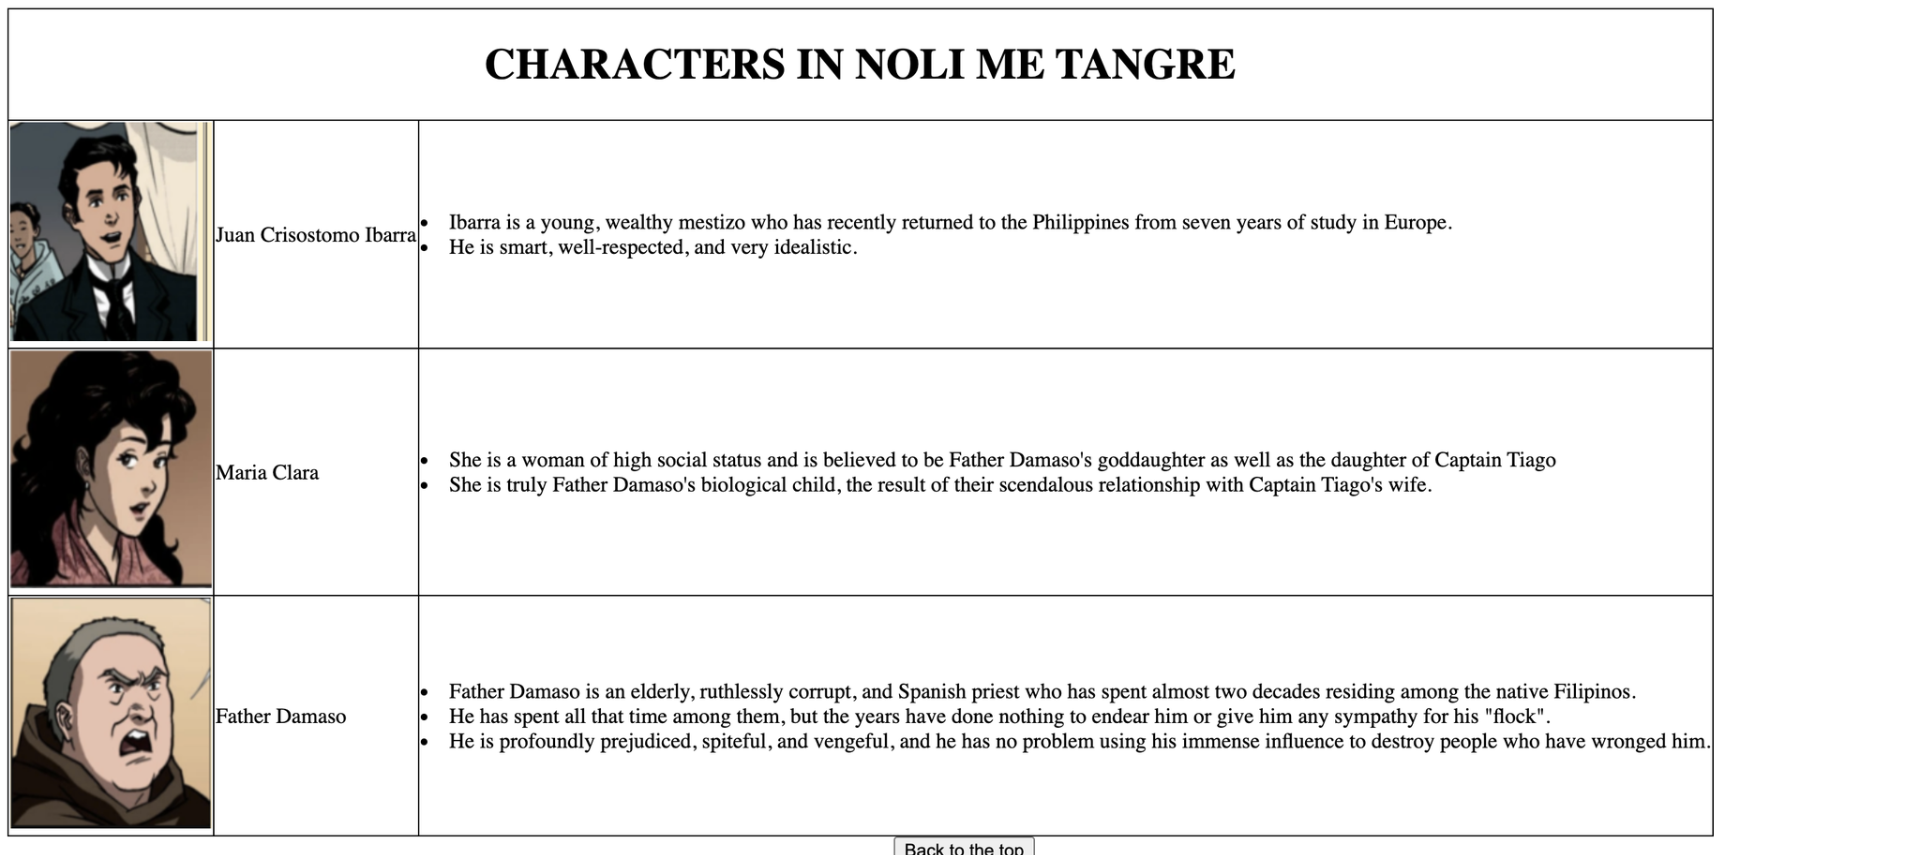 CHARACTERS IN NOLI ME TANGRE
Juan Crisostomo Ibarra
• Ibarra is a young, wealthy mestizo who has recently returned to the Philippines from seven years of study in Europe.
• He is smart, well-respected, and very idealistic.
Maria Clara
• She is a woman of high social status and is believed to be Father Damaso's goddaughter as well as the daughter of Captain Tiago
• She is truly Father Damaso's biological child, the result of their scendalous relationship with Captain Tiago's wife.
Father Damaso
• Father Damaso is an elderly, ruthlessly corrupt, and Spanish priest who has spent almost two decades residing among the native Filipinos.
• He has spent all that time among them, but the years have done nothing to endear him or give him any sympathy for his "flock".
• He is profoundly prejudiced, spiteful, and vengeful, and he has no problem using his immense influence to destroy people who have wronged him.
Back to the top